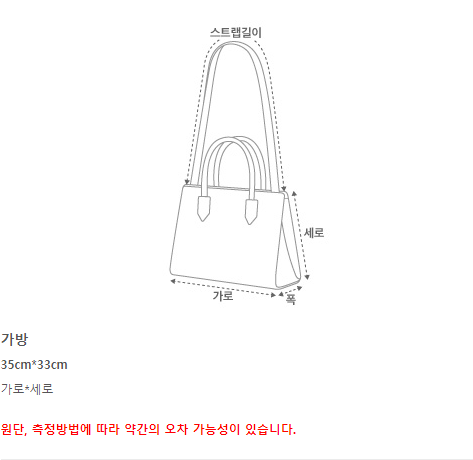 스트랩길이
세로
가로
폭
가방
35cm*33cm
가로*세로
원단, 측정방법에 따라 약간의 오차 가능성이 있습니다.